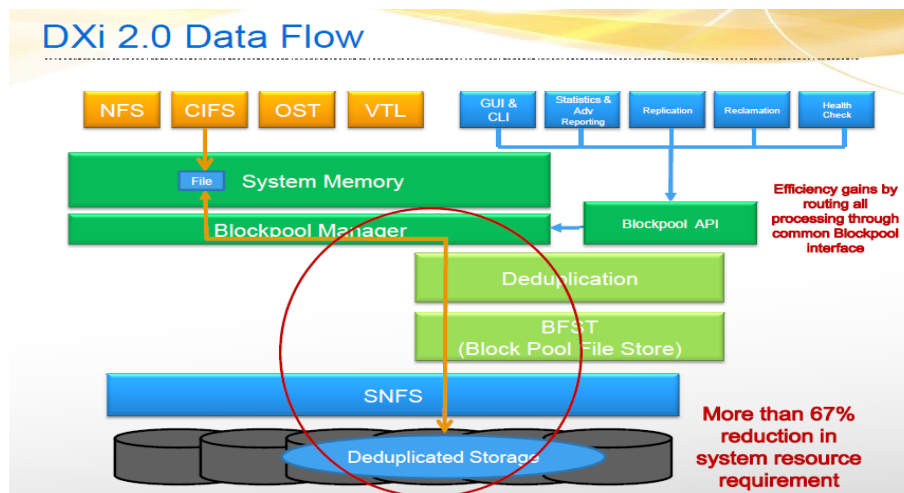 DXi 2.0 Data Flow
NFS
CIFS
OST
VTL
GUI &
CLI
Statistics &
Adv
Reporting
Replication
Reclamation
Health
Check
File
System Memory
Blockpool Manager
Blockpool API
Efficiency gains by
routing all
processing through
common Blockpool
interface
Deduplication
BFST
(Block Pool File Store)
SNFS
Deduplicated Storage
More than 67%
reduction in
system resource
requirement